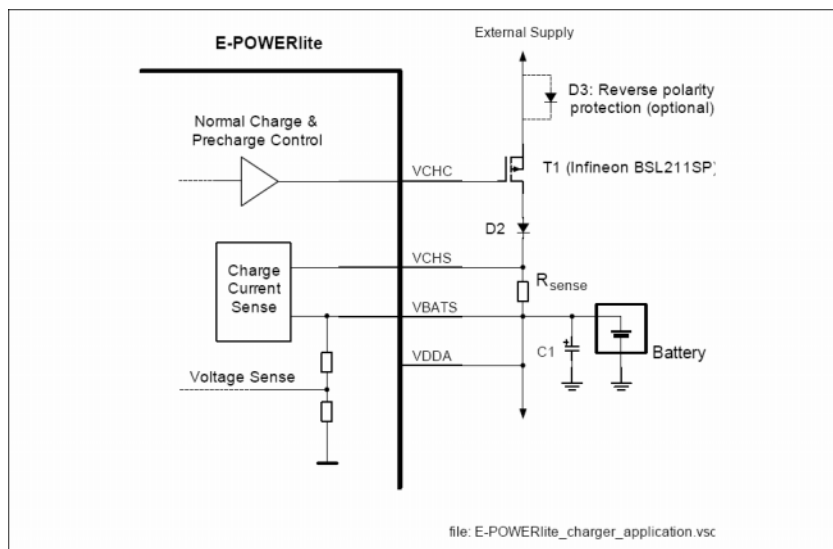 E-POWERlite
External Supply
D3: Reverse polarity
protection (optional)
Normal Charge &
Precharge Control
VCHC
T1 (Infineon BSL211SP)
D2
VCHS
Charge
Current
Sense
Rsense
VBATS
C1
Battery
VDDA
Voltage Sense
file: E-POWERlite_charger_application.vsc